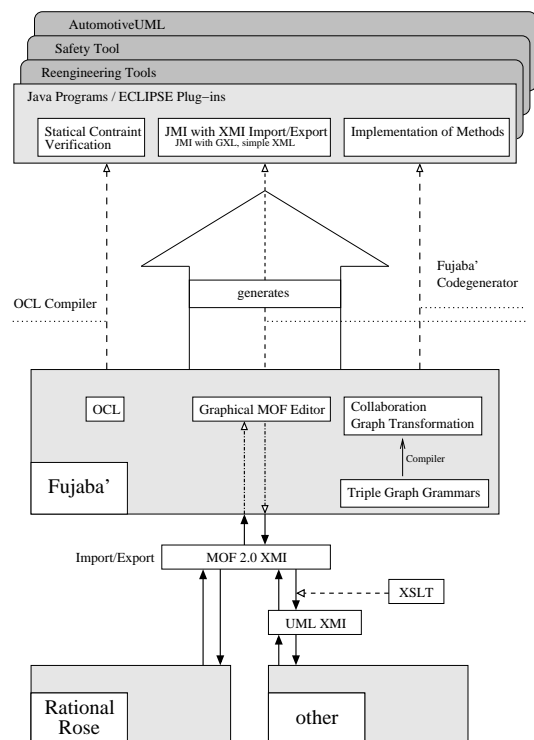 AutomotiveUML
Safety Tool
Reengineering Tools
Java Programs / ECLIPSE Plug−ins
Statical Contraint
Verification
JMI with XMI Import/Export
JMI with GXL, simple XML
Implementation of Methods
generates
OCL Compiler
Fujaba'
Codegenerator
OCL
Graphical MOF Editor
Collaboration
Graph Transformation
Compiler
Triple Graph Grammars
Fujaba'
Import/Export
MOF 2.0 XMI
XSLT
UML XMI
Rational
Rose
other